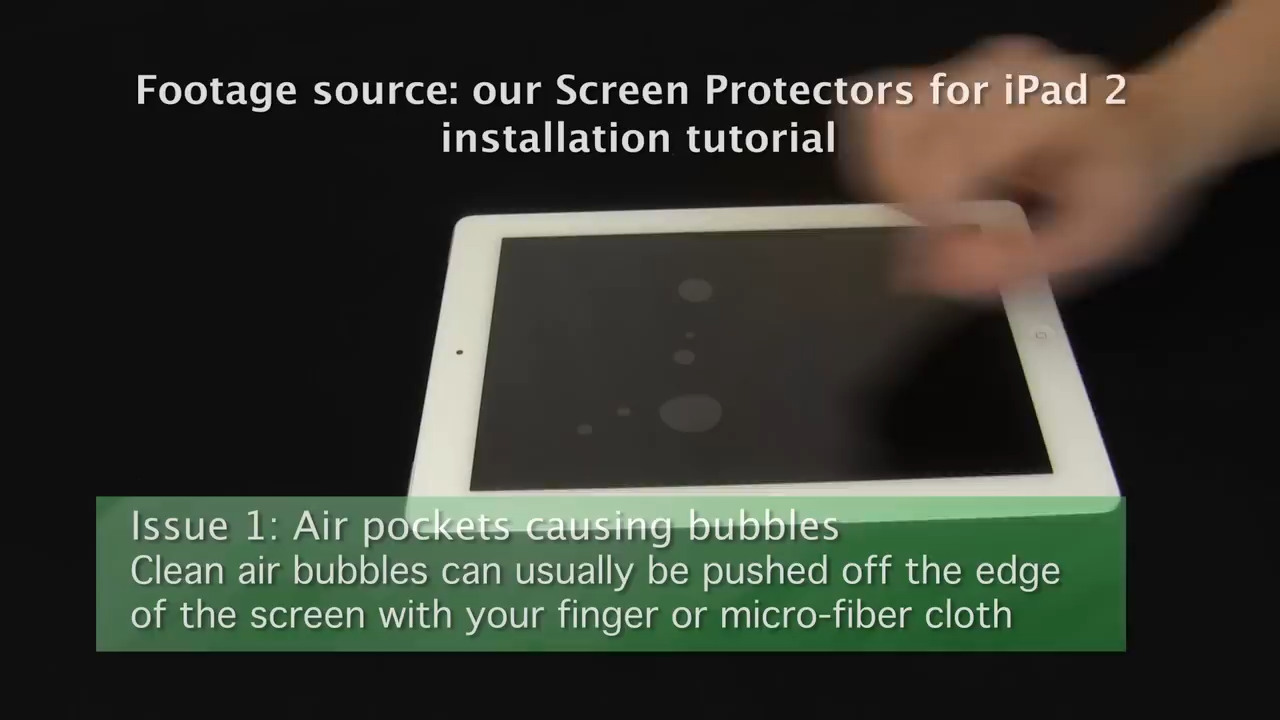 Footage source: our Screen Protectors for iPad 2
installation tutorial
Issue 1: Air pockets causing bubbles
Clean air bubbles can usually be pushed off the edge
of the screen with your finger or micro-fiber cloth